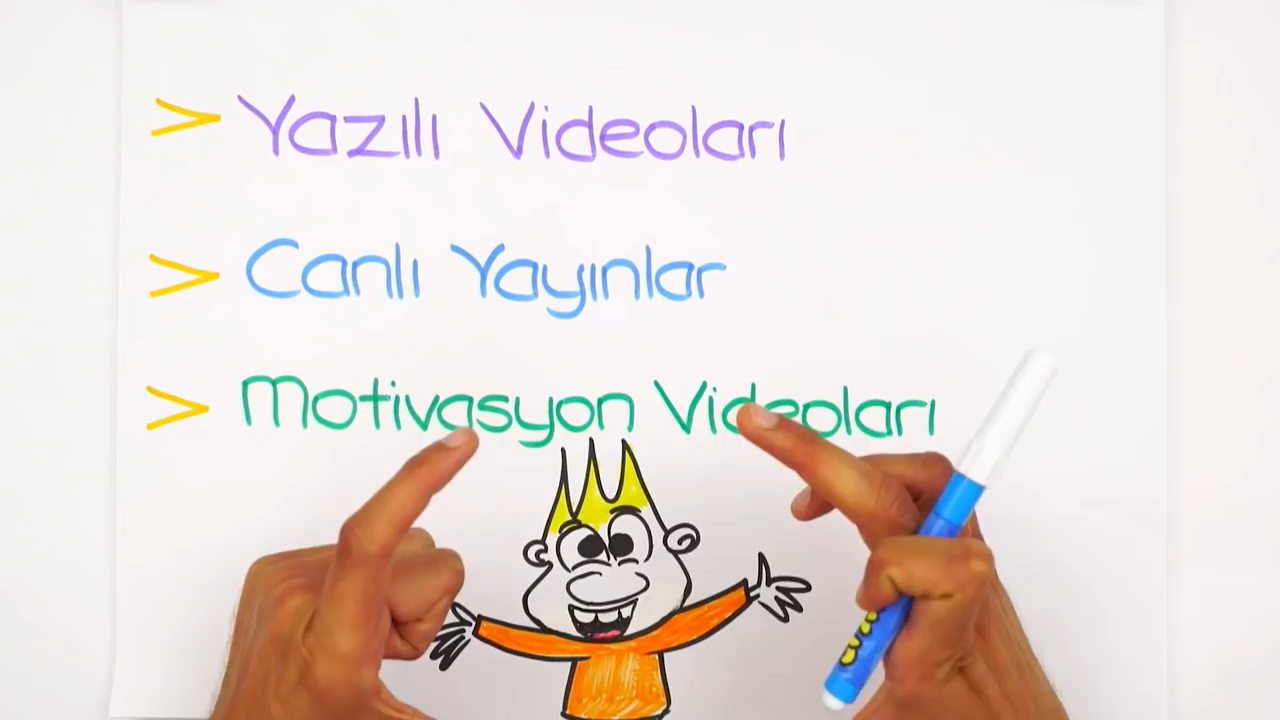 > Yazılı Videoları
> Canlı Yayınlar
> Motivasyon Videoları